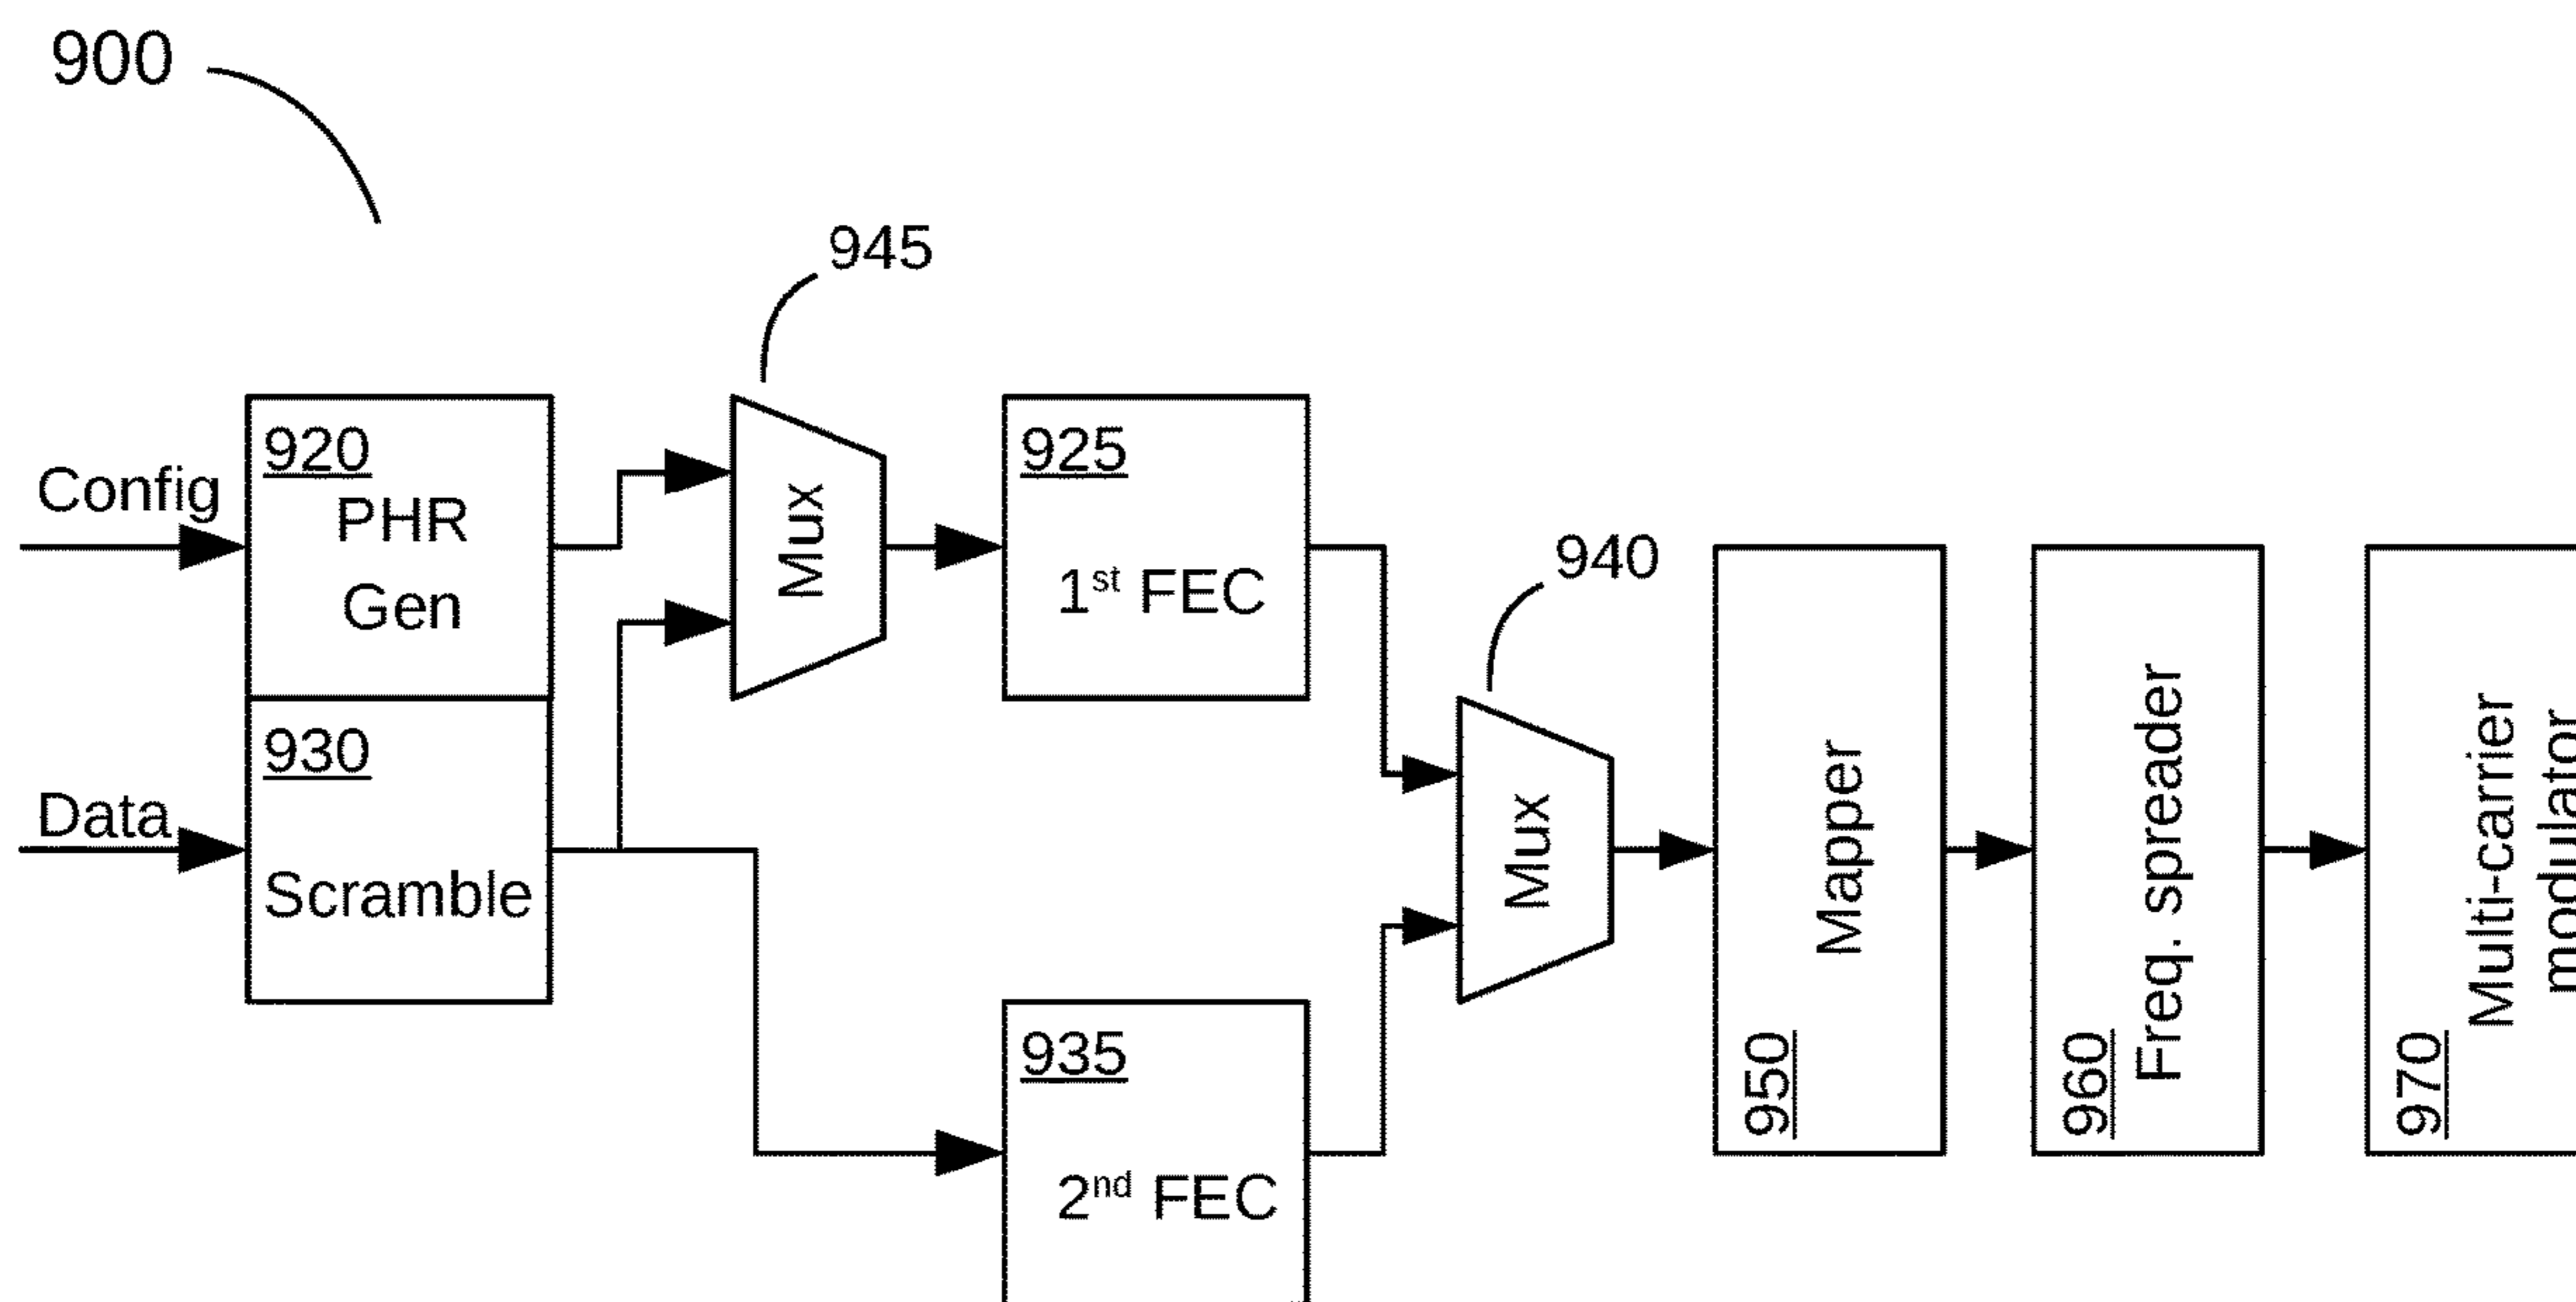 900
945
920
Config
PHR
Gen
Mux
925
1st FEC
940
930
Data
Scramble
Mux
935
2nd FEC
Mapper
950
Freq. spreader
960
Multi-carrier
modulator
970